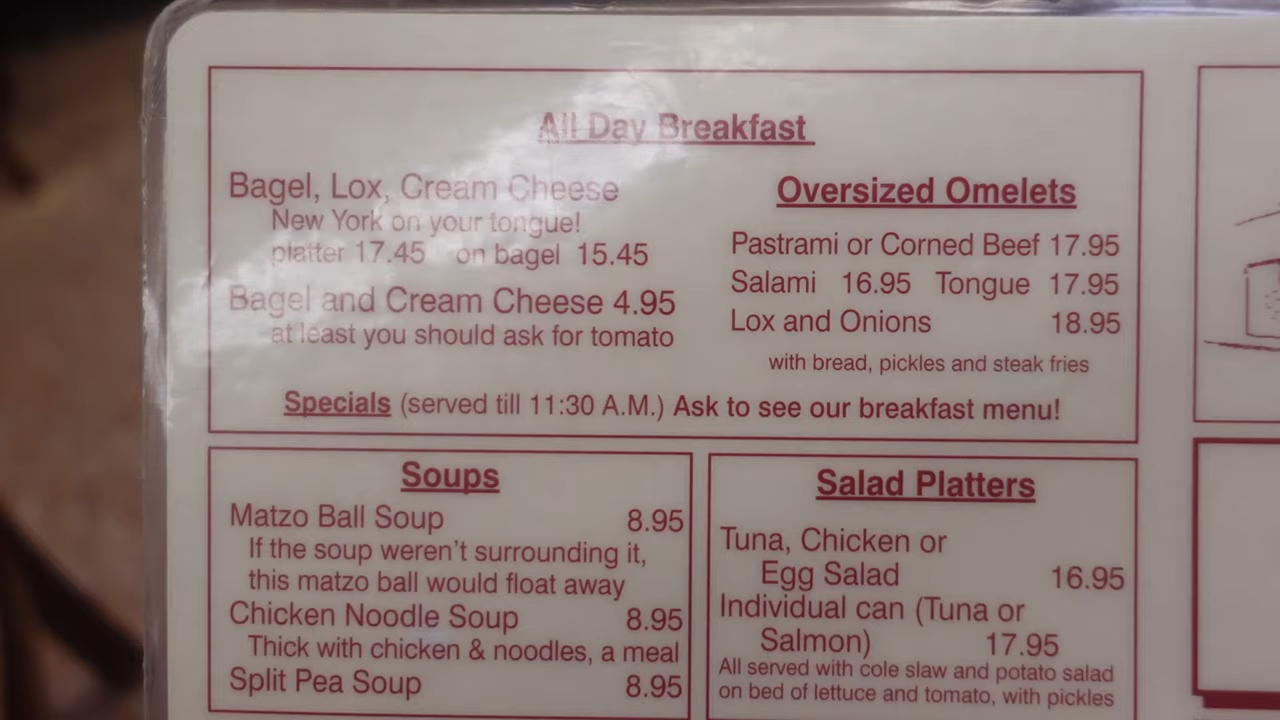 All Day Breakfast
Bagel, Lox, Cream Cheese
New York on your tongue!
platter 17.45 on bagel 15.45
Bagel and Cream Cheese 4.95
at least you should ask for tomato
Oversized Omelets
Pastrami or Corned Beef 17.95
Salami 16.95 Tongue 17.95
Lox and Onions 18.95
with bread, pickles and steak fries
Specials (served till 11:30 A.M.) Ask to see our breakfast menu!
Soups
Matzo Ball Soup 8.95
If the soup weren't surrounding it,
this matzo ball would float away
Chicken Noodle Soup 8.95
Thick with chicken & noodles, a meal
Split Pea Soup 8.95
Salad Platters
Tuna, Chicken or
Egg Salad 16.95
Individual can (Tuna or
Salmon) 17.95
All served with cole slaw and potato salad
on bed of lettuce and tomato, with pickles